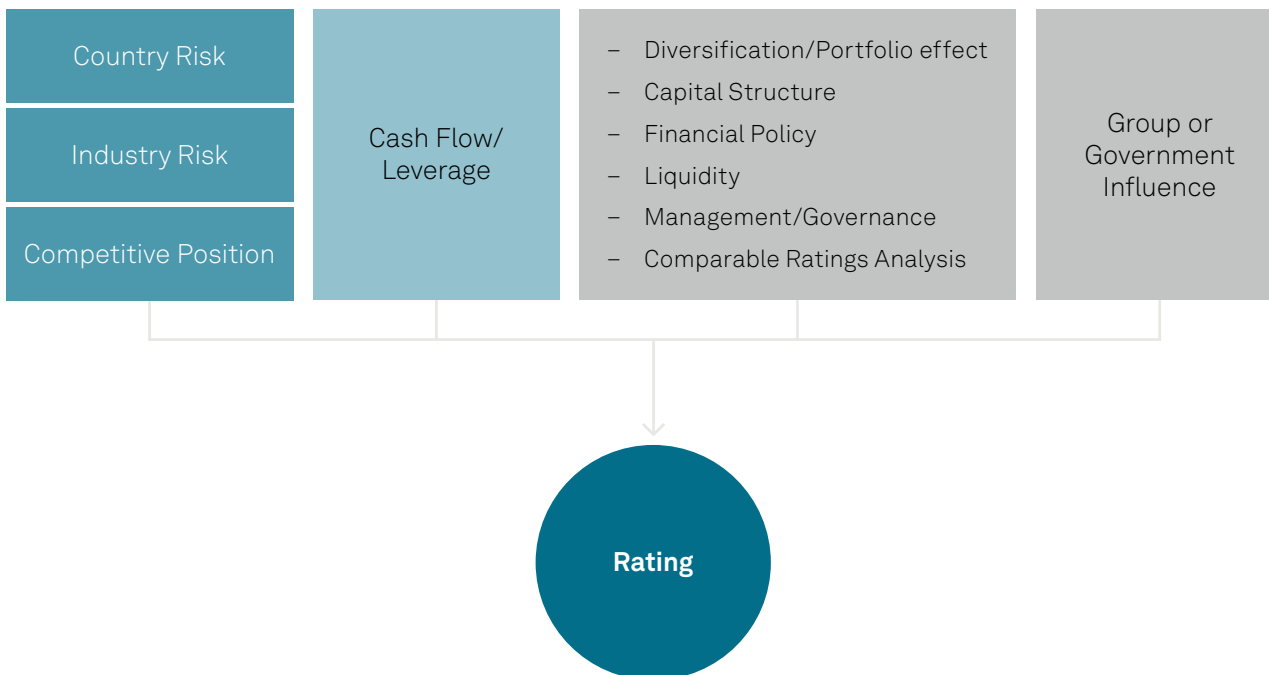 Country Risk
Industry Risk
Competitive Position
Cash Flow/
Leverage
– Diversification/Portfolio effect
– Capital Structure
– Financial Policy
– Liquidity
– Management/Governance
– Comparable Ratings Analysis
Group or
Government
Influence
Rating